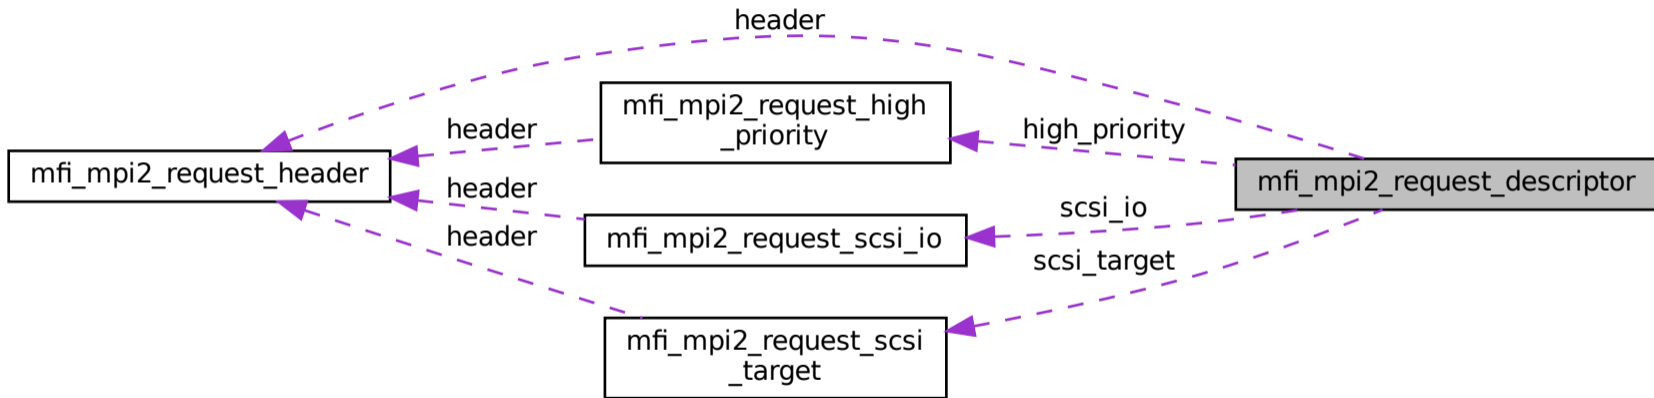 header
mfi_mpi2_request_high
_priority
header
high_priority
mfi_mpi2_request_header
mfi_mpi2_request_descriptor
header
scsi_io
mfi_mpi2_request_scsi_io
header
scsi_target
mfi_mpi2_request_scsi
_target